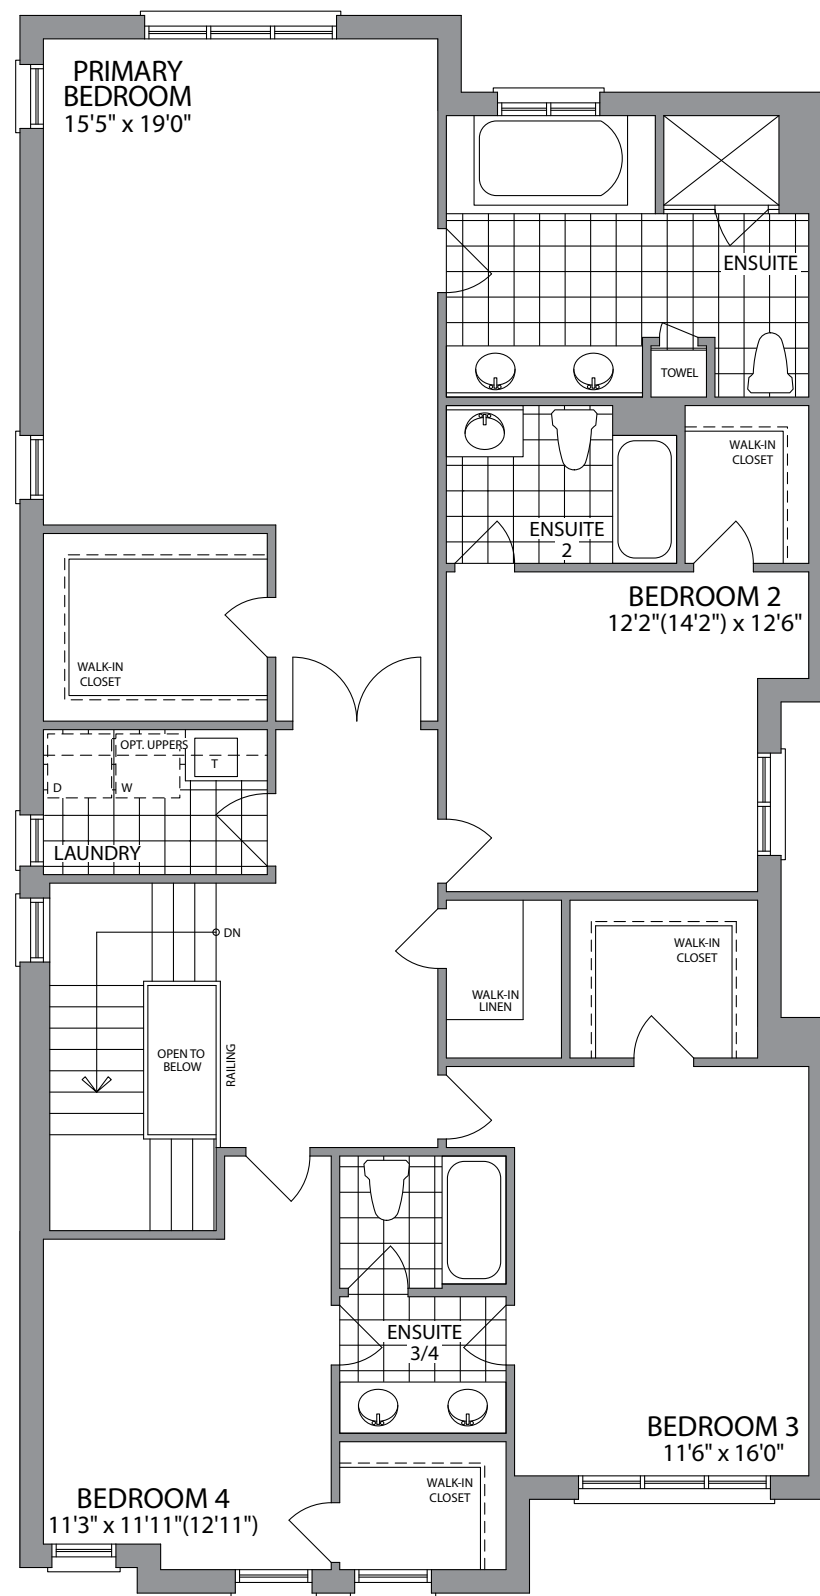 PRIMARY
BEDROOM
15'5" x 19'0"
ENSUITE
TOWEL
WALK-IN
CLOSET
ENSUITE
2
BEDROOM 2
12'2"(14'2") x 12'6"
WALK-IN
CLOSET
OPT. UPPERS
T
D
W
LAUNDRY
DN
WALK-IN
CLOSET
WALK-IN
LINEN
OPEN TO
BELOW
RAILING
ENSUITE
3/4
BEDROOM 3
11'6" x 16'0"
WALK-IN
CLOSET
BEDROOM 4
11'3" x 11'11"(12'11")